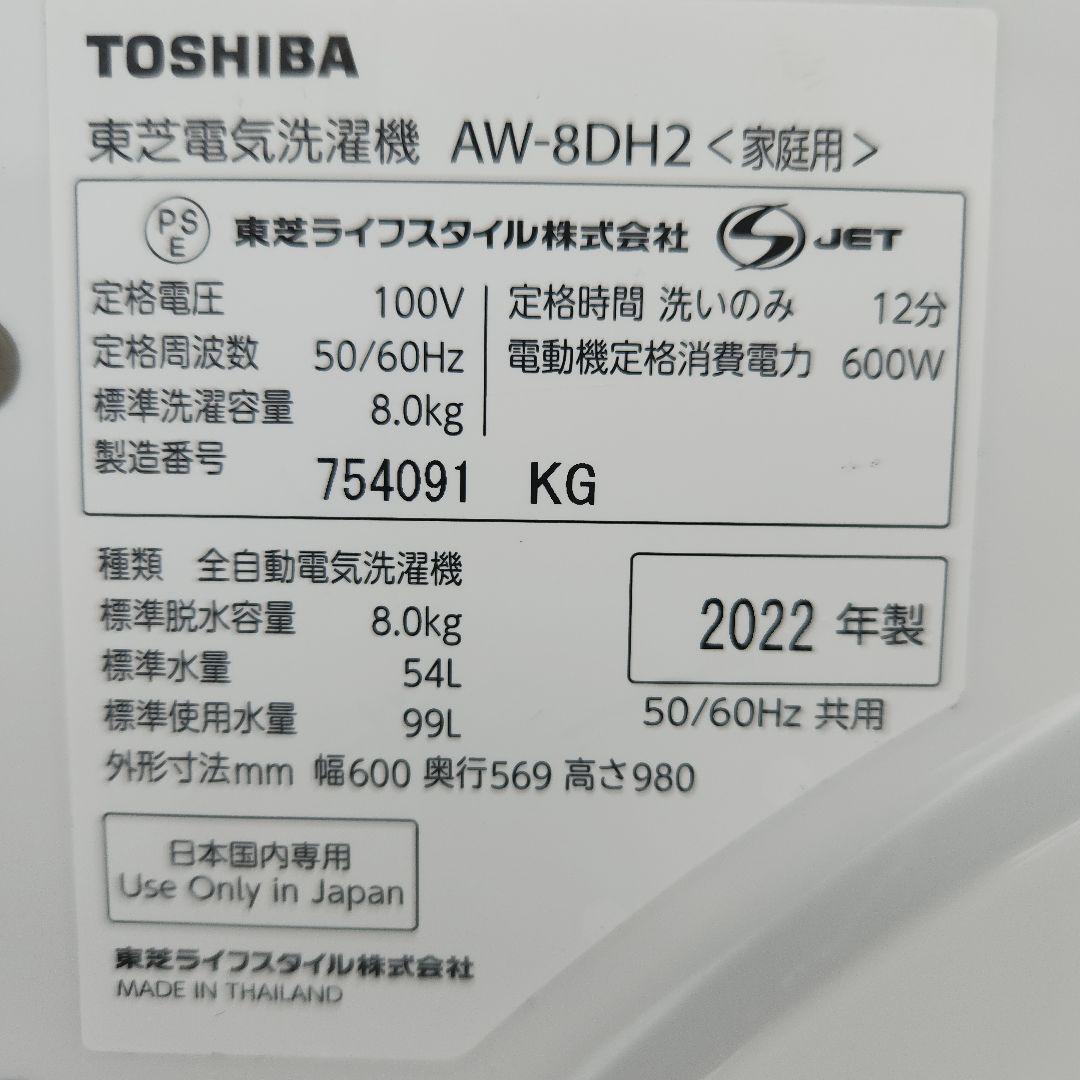 TOSHIBA
東芝電気洗濯機 AW-8DH2 <家庭用>
PS E 東芝ライフスタイル株式会社 JET
定格電圧 100V 定格時間 洗いのみ 12分
定格周波数 50/60Hz 電動機定格消費電力 600W
標準洗濯容量 8.0kg
製造番号 754091 KG
種類 全自動電気洗濯機
標準脱水容量 8.0kg
2022 年製
標準水量 54L
標準使用水量 99L
50/60Hz 共用
外形寸法mm 幅600 奥行569 高さ980
日本国内専用
Use Only in Japan
東芝ライフスタイル株式会社
MADE IN THAILAND